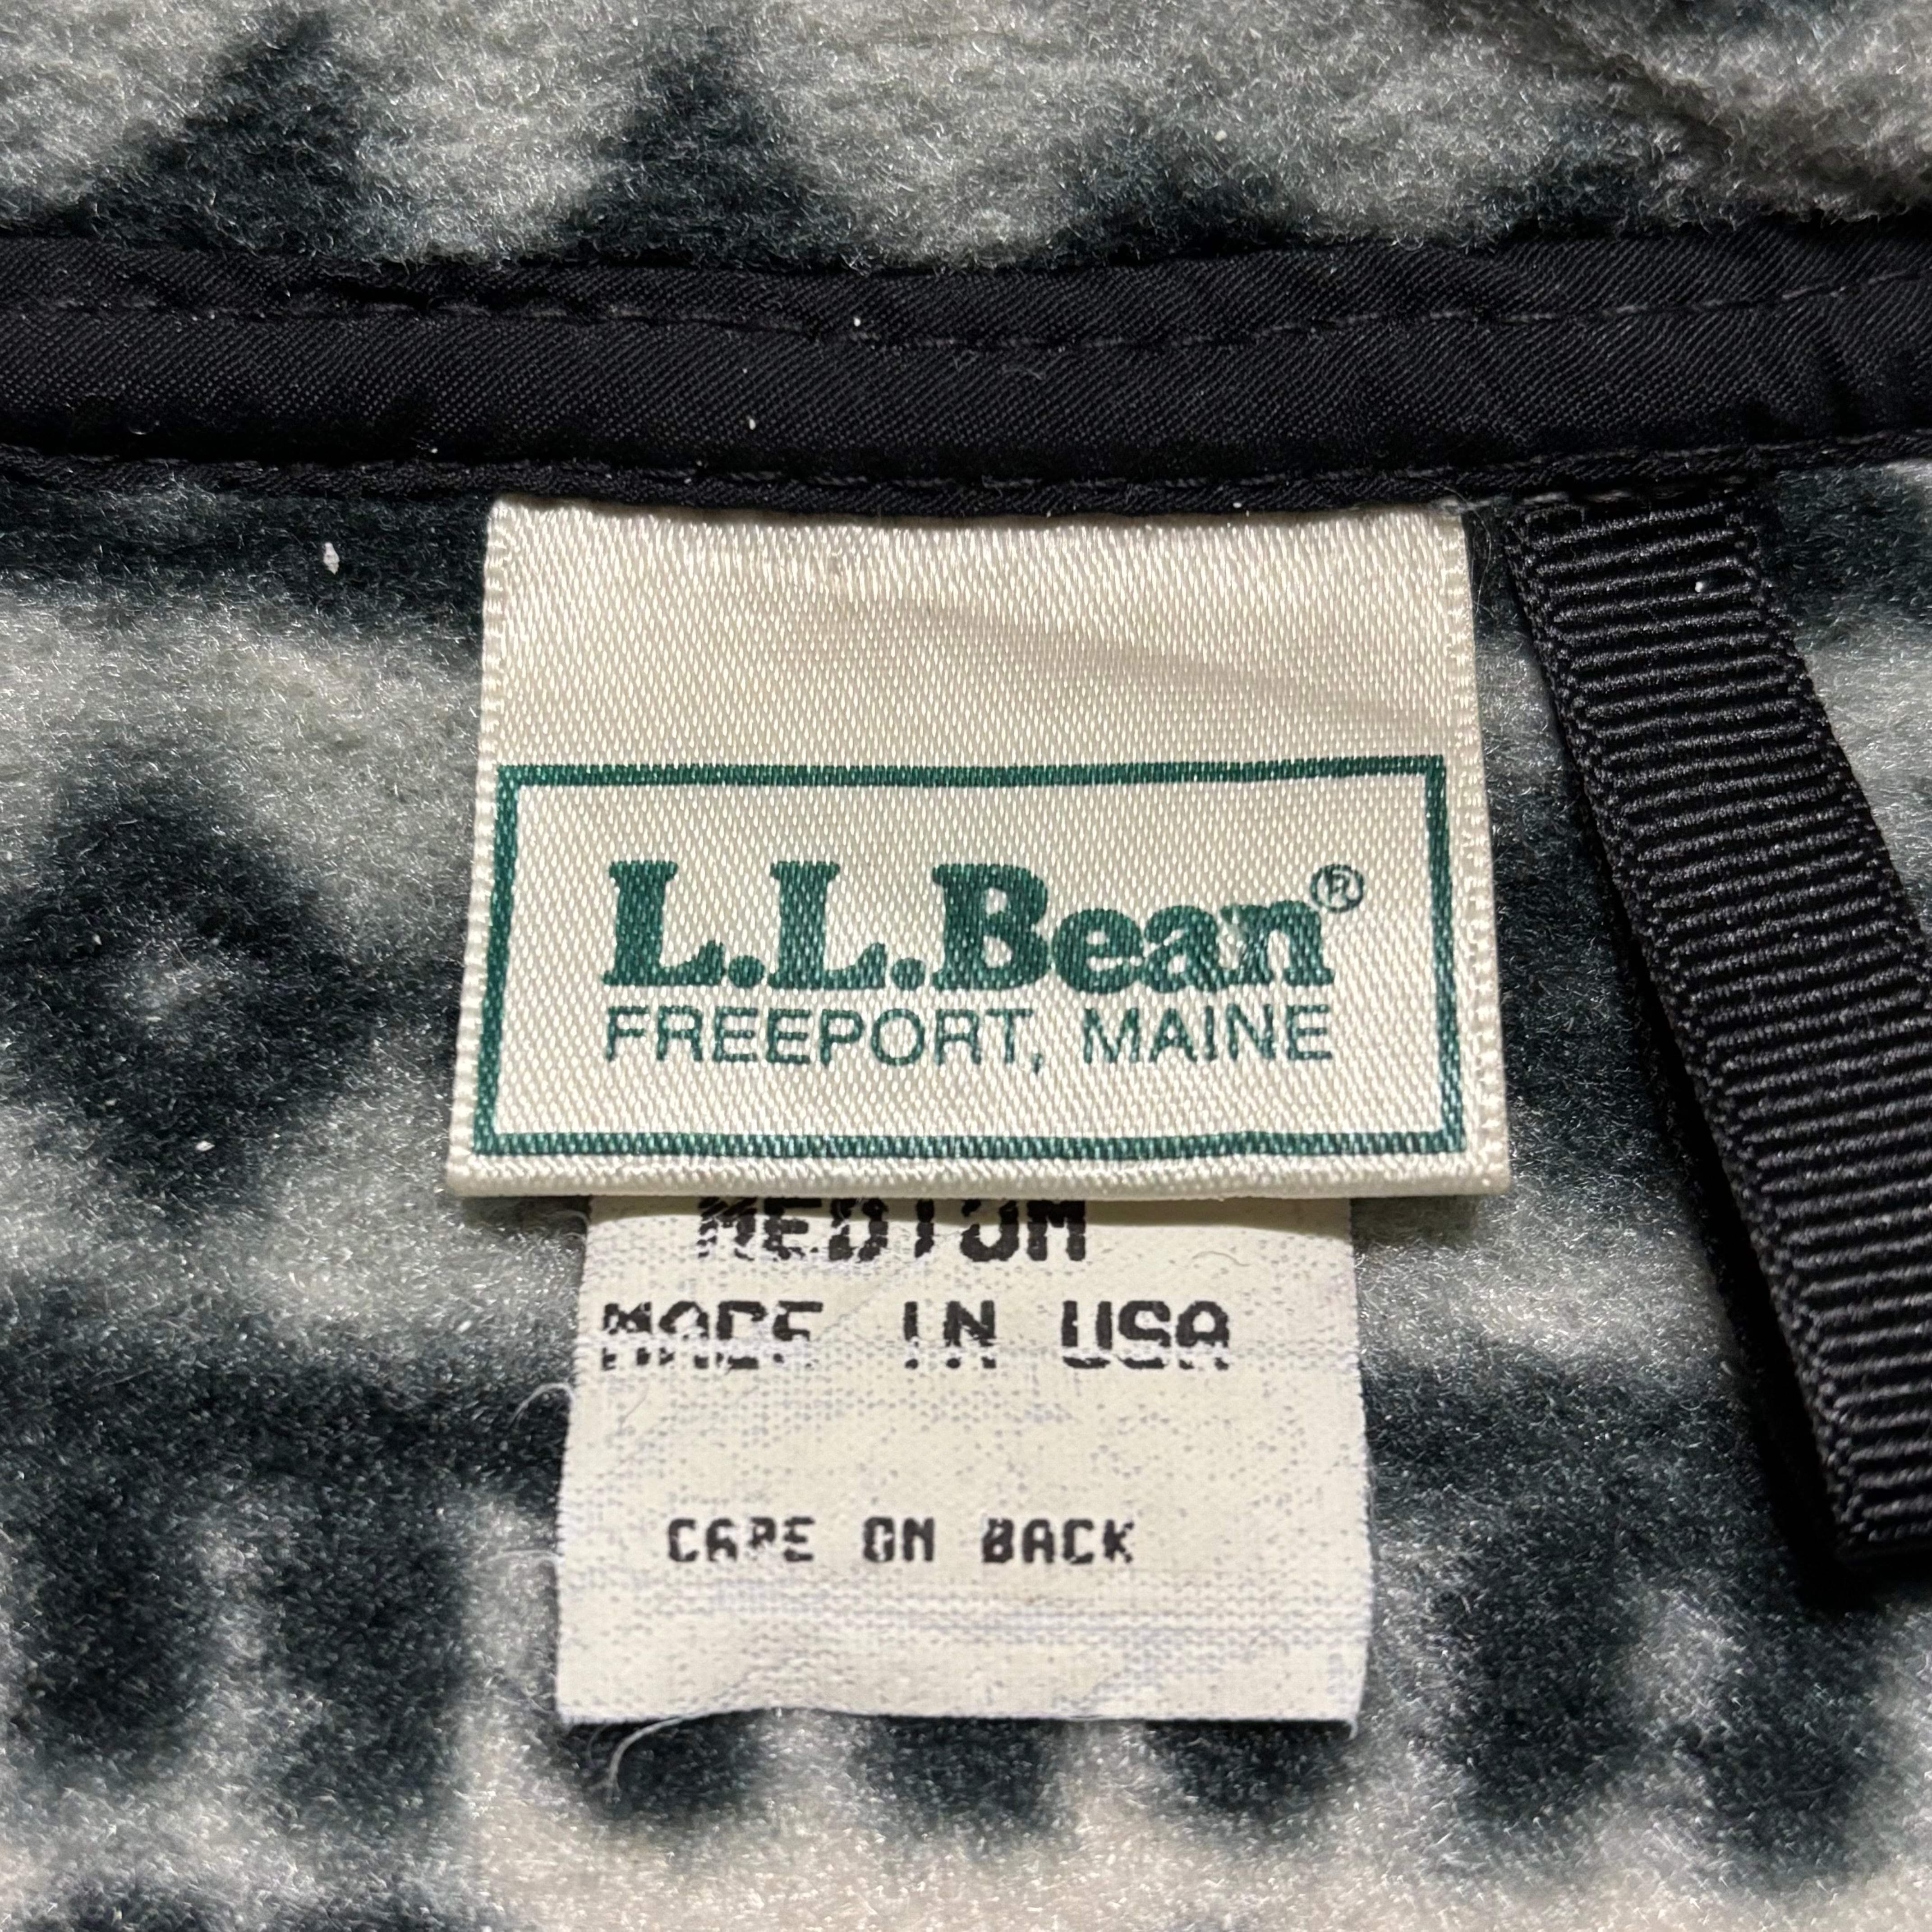 L.L.Bean®
FREEPORT, MAINE
MEDIUM
MADE IN USA
CARE ON BACK